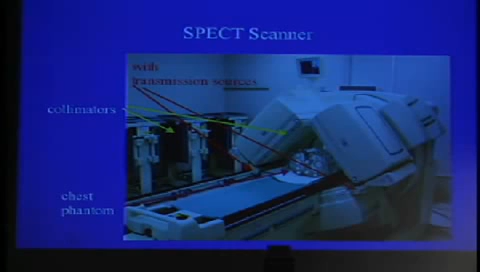 SPECT Scanner
with
transmission sources
collimators
chest
phantom